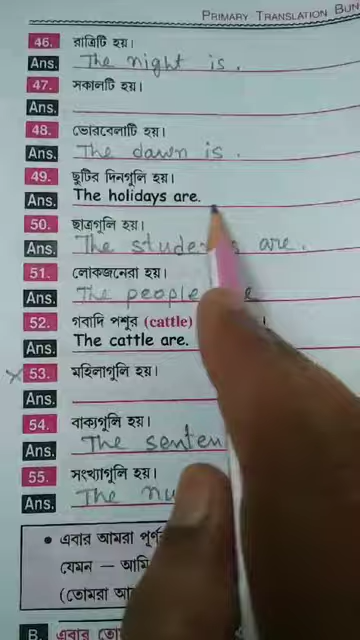 PRIMARY TRANSLATION BUN
46. রাত্রিটি হয়।
Ans. The night is.
47. সকালটি হয়।
Ans.
48. ভোরবেলাটি হয়।
Ans. The dawn is.
49. ছুটির দিনগুলি হয়।
Ans. The holidays are.
50. ছাত্রগুলি হয়।
Ans. The students are.
51. লোকজনেরা হয়।
Ans. The people
52. গবাদি পশুর (cattle)
Ans. The cattle are.
53. মহিলাগুলি হয়।
Ans.
54. বাক্যগুলি হয়।
Ans. The senten
55. সংখ্যাগুলি হয়।
Ans. The nu
• এবার আমরা
যেমন — আমি
(তোমরা
B. এবার